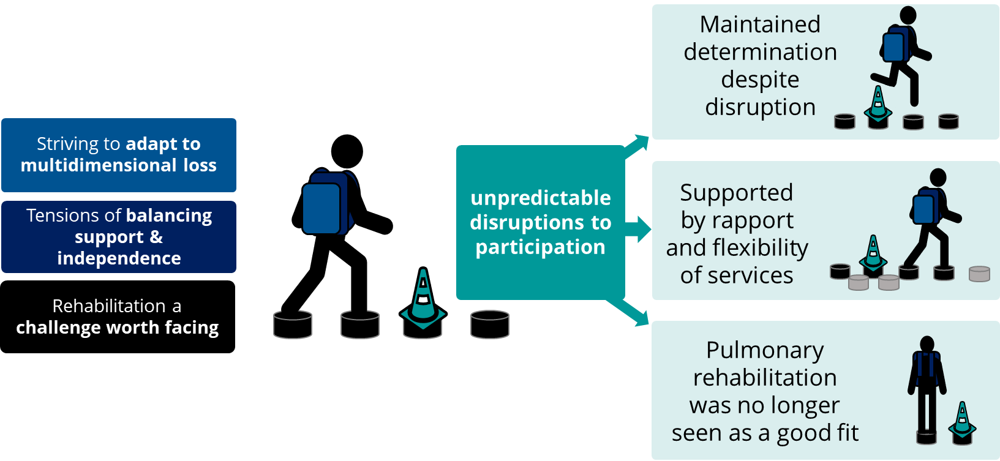 Striving to adapt to
multidimensional loss
Tensions of balancing
support &
independence
Rehabilitation a
challenge worth facing
unpredictable
disruptions to
participation
Maintained
determination
despite
disruption
Supported
by rapport
and flexibility
of services
Pulmonary
rehabilitation
was no longer
seen as a good fit